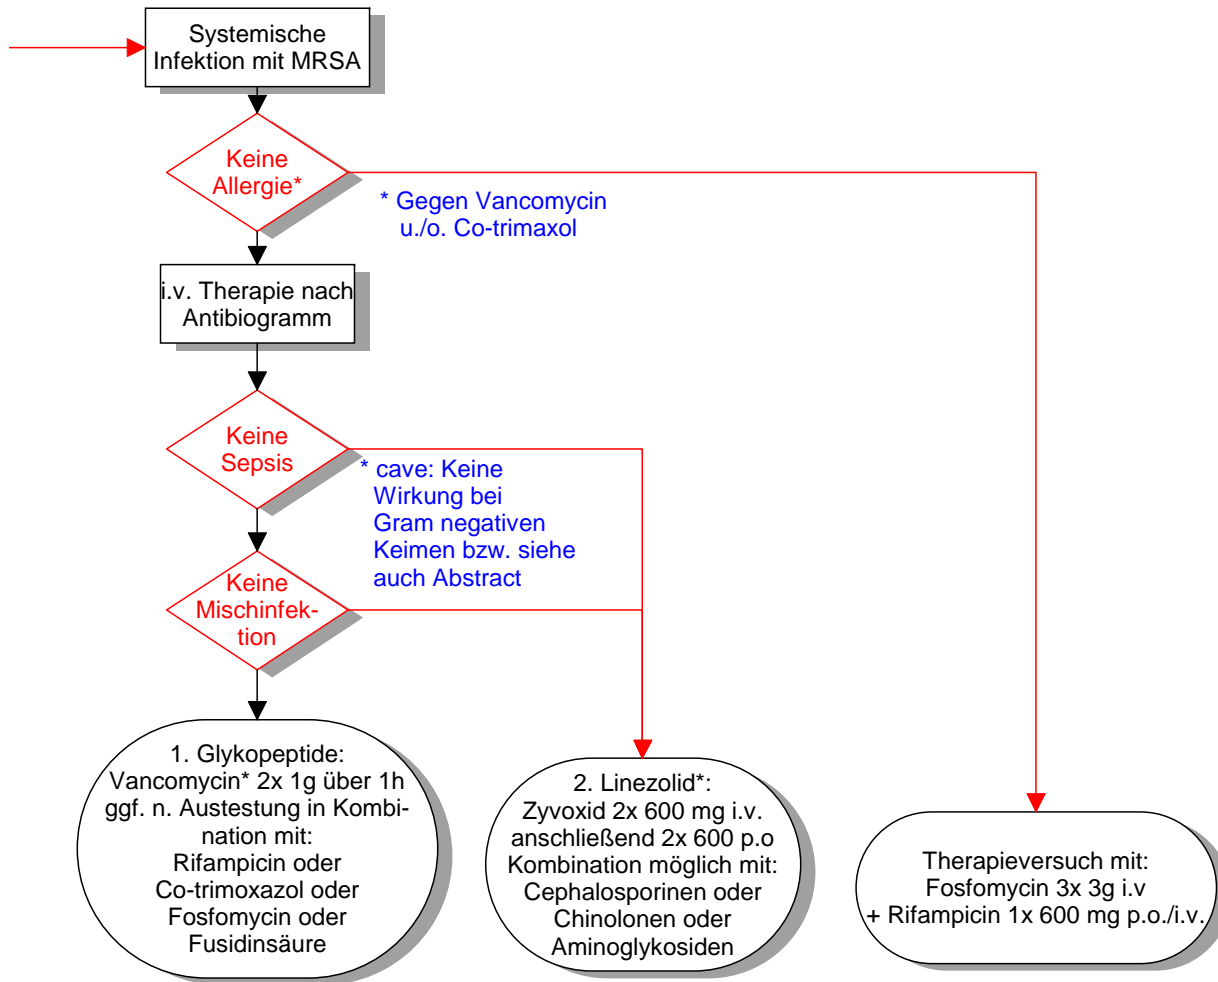 Systemische
Infektion mit MRSA
Keine
Allergie*
* Gegen Vancomycin
u./o. Co-trimaxol
i.v. Therapie nach
Antibiogramm
Keine
Sepsis
* cave: Keine
Wirkung bei
Gram negativen
Keimen bzw. siehe
auch Abstract
Keine
Mischinfek-
tion
1. Glykopeptide:
Vancomycin* 2x 1g über 1h
ggf. n. Austestung in Kombi-
nation mit:
Rifampicin oder
Co-trimoxazol oder
Fosfomycin oder
Fusidinsäure
2. Linezolid*:
Zyvoxid 2x 600 mg i.v.
anschließend 2x 600 p.o
Kombination möglich mit:
Cephalosporinen oder
Chinolonen oder
Aminoglykosiden
Therapieversuch mit:
Fosfomycin 3x 3g i.v
+ Rifampicin 1x 600 mg p.o./i.v.